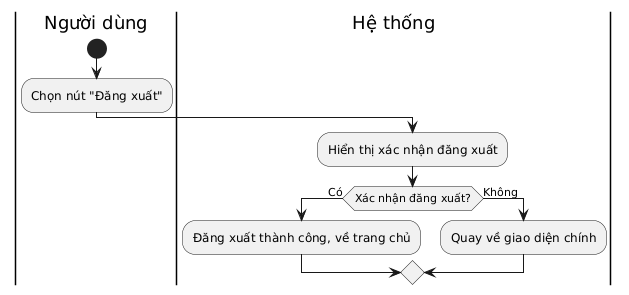 Người dùng
Hệ thống
Chọn nút "Đăng xuất"
Hiển thị xác nhận đăng xuất
Có
Xác nhận đăng xuất?
Không
Đăng xuất thành công, về trang chủ
Quay về giao diện chính